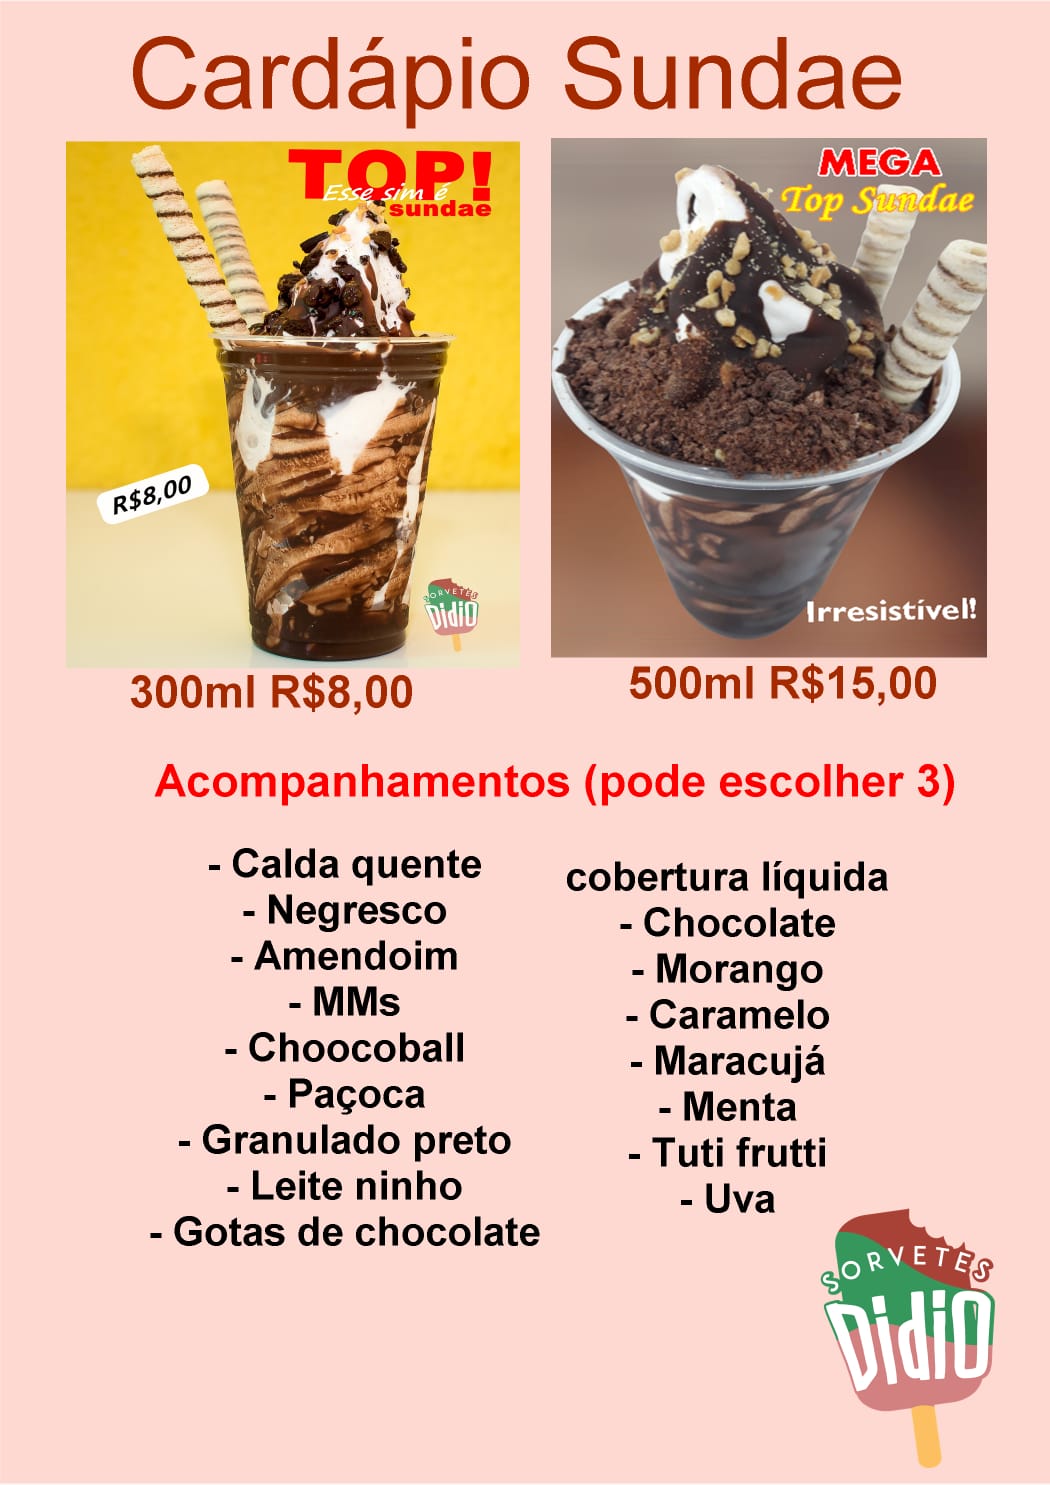 Cardápio Sundae
TOP!
Esse sim é
sundae
R$8,00
SORVETES
DidiO
300ml R$8,00
MEGA
Top Sundae
Irresistível!
500ml R$15,00
Acompanhamentos (pode escolher 3)
- Calda quente
- Negresco
- Amendoim
- MMs
- Choocoball
- Paçoca
- Granulado preto
- Leite ninho
- Gotas de chocolate
cobertura líquida
- Chocolate
- Morango
- Caramelo
- Maracujá
- Menta
- Tuti frutti
- Uva
SORVETES
DidiO